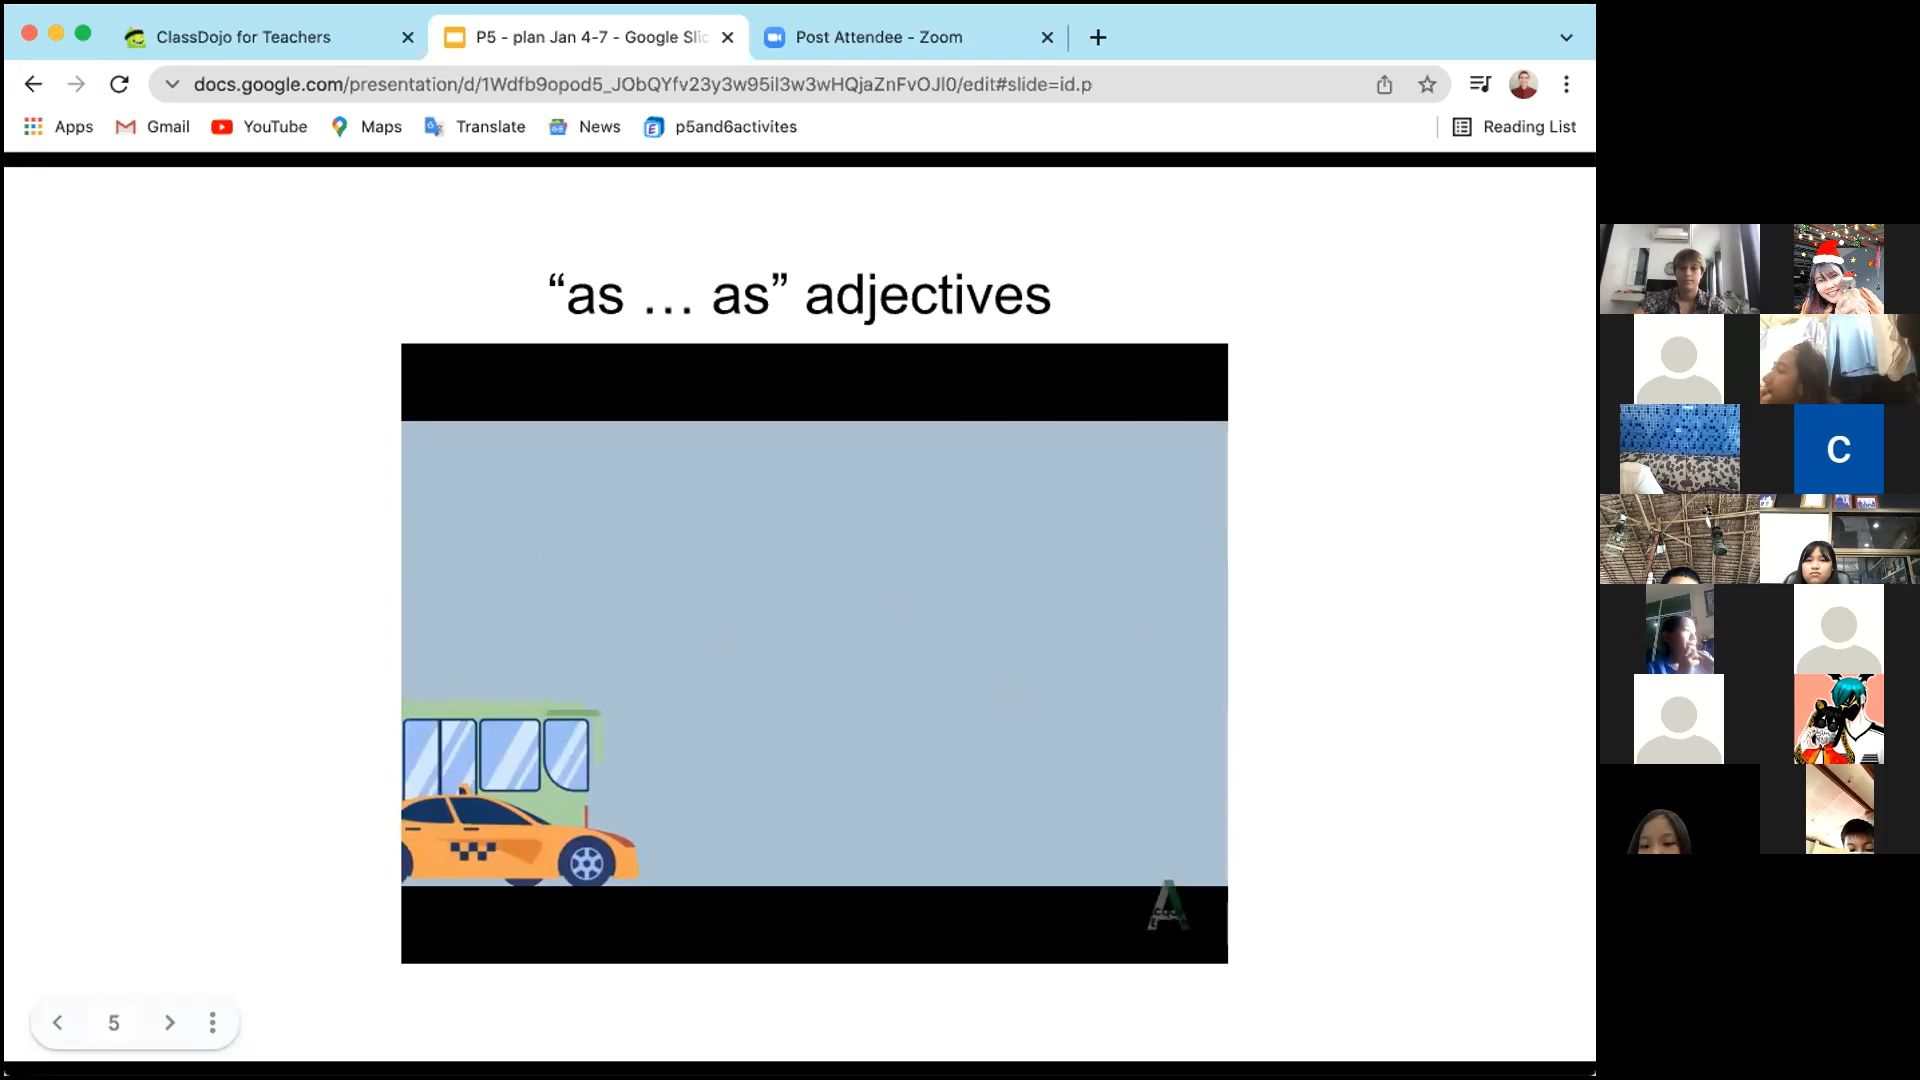 ClassDojo for Teachers
P5 - plan Jan 4-7 - Google Slic
Post Attendee - Zoom
docs.google.com/presentation/d/1Wdfb9opod5_JObQYfv23y3w95il3w3wHQjaZnFvOJl0/edit#slide=id.p
Apps
Gmail
YouTube
Maps
Translate
News
p5and6activites
Reading List
“as … as” adjectives
5
C